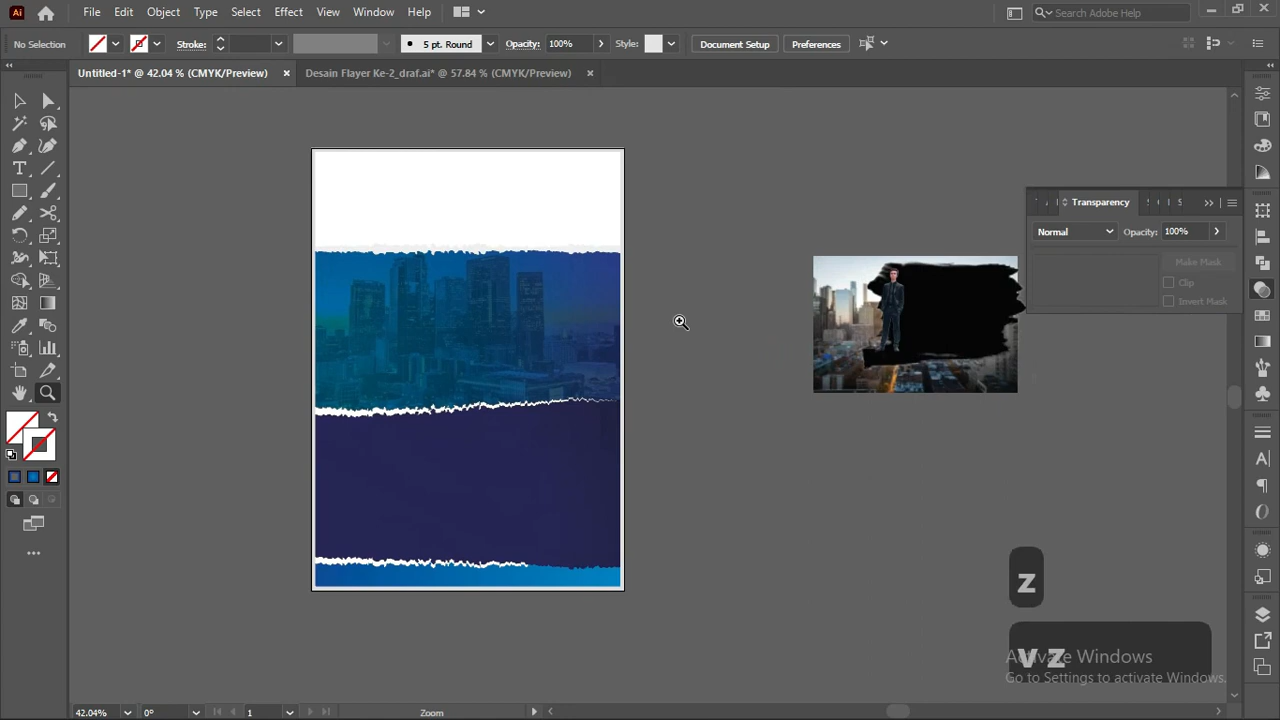 Ai File Edit Object Type Select Effect View Window Help Search Adobe Help
No Selection Stroke: 5 pt. Round Opacity: 100% Style: Document Setup Preferences
Untitled-1* @ 42.04 % (CMYK/Preview) × Desain Flayer Ke-2_draf.ai* @ 57.84 % (CMYK/Preview) ×
Transparency
Normal Opacity: 100%
Make Mask
Clip
Invert Mask
z
v z
Activate Windows
Go to Settings to activate Windows.
42.04% 0° 1 Zoom